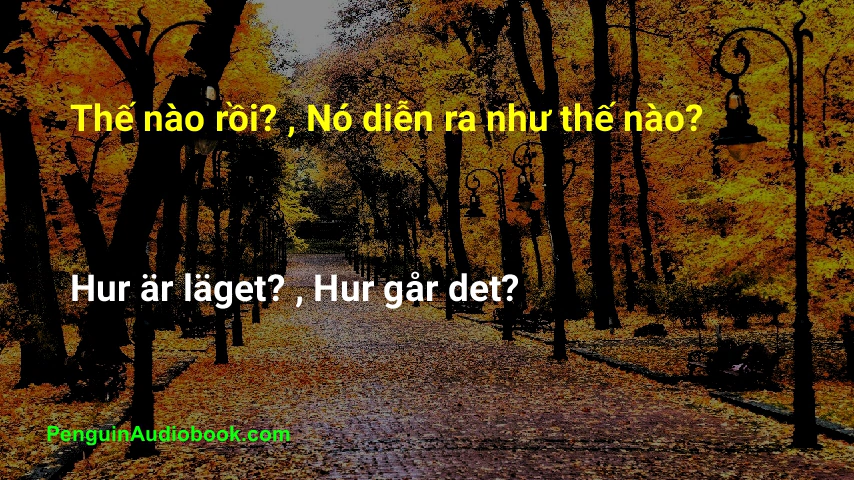 Thế nào rồi? , Nó diễn ra như thế nào?
Hur är läget? , Hur går det?
PenguinAudiobook.com